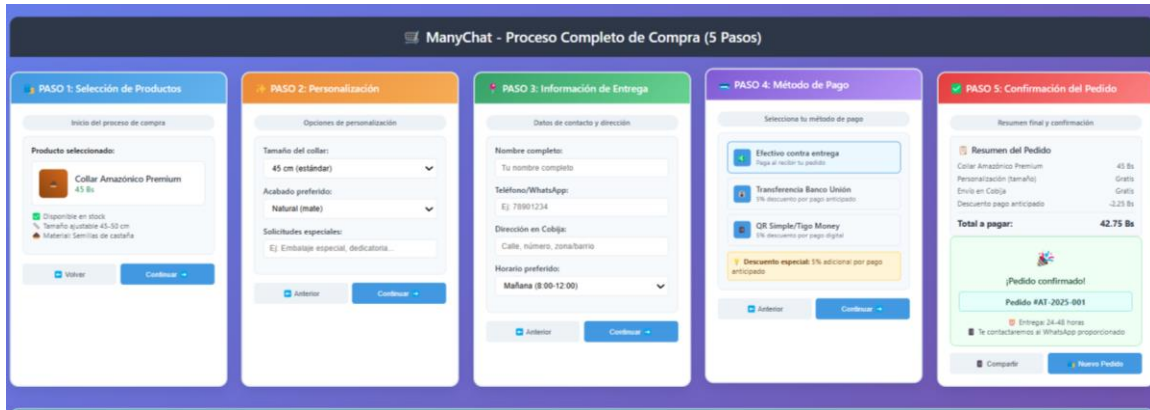 ManyChat - Proceso Completo de Compra (5 Pasos)
PASO 1: Selección de Productos
Inicio del proceso de compra
Producto seleccionado:
Collar Amazónico Premium
45 Bs
Disponible en stock
Tamaño ajustable 45-50 cm
Material: Semillas de castaña
Volver
Continuar
PASO 2: Personalización
Opciones de personalización
Tamaño del collar:
45 cm (estándar)
Acabado preferido:
Natural (mate)
Solicitudes especiales:
Ej: Embalaje especial, dedicatoria...
Anterior
Continuar
PASO 3: Información de Entrega
Datos de contacto y dirección
Nombre completo:
Tu nombre completo
Teléfono/WhatsApp:
Ej: 78901234
Dirección en Cobija:
Calle, número, zona/barrio
Horario preferido:
Mañana (8:00-12:00)
Anterior
Continuar
PASO 4: Método de Pago
Selecciona tu método de pago
Efectivo contra entrega
Paga al recibir tu pedido
Transferencia Banco Unión
5% descuento por pago anticipado
QR Simple/Tigo Money
5% descuento por pago digital
Descuento especial: 5% adicional por pago
anticipado
Anterior
Continuar
PASO 5: Confirmación del Pedido
Resumen final y confirmación
Resumen del Pedido
Collar Amazónico Premium 45 Bs
Personalización (tamaño) Gratis
Envío en Cobija Gratis
Descuento pago anticipado -2.25 Bs
Total a pagar: 42.75 Bs
¡Pedido confirmado!
Pedido #AT-2025-001
Entrega: 24-48 horas
Te contactaremos al WhatsApp proporcionado
Compartir
Nuevo Pedido